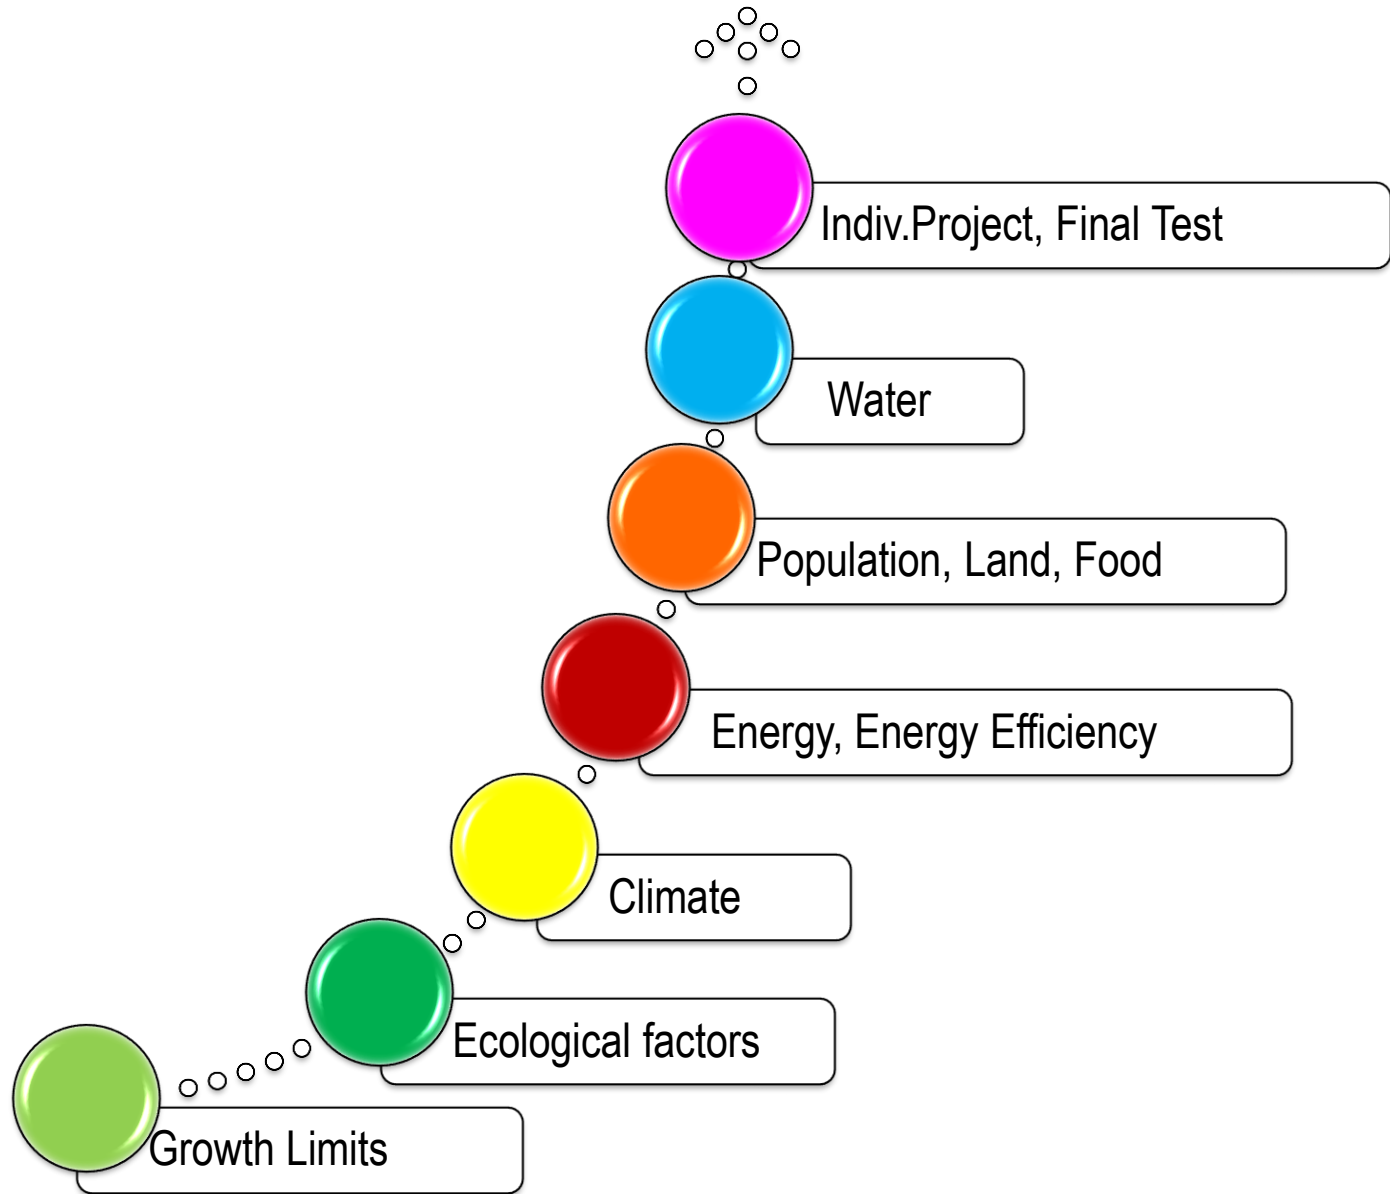 Indiv.Project, Final Test
Water
Population, Land, Food
Energy, Energy Efficiency
Climate
Ecological factors
Growth Limits